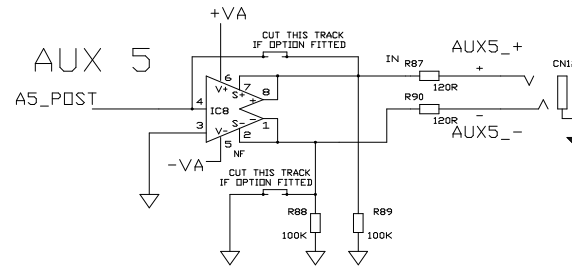 +VA
CUT THIS TRACK
IF OPTION FITTED
AUX 5
IN
R87
AUX5_+
+
120R
CN1
A5_POST
6
V+
7
S+
8
+
4
IC8
R90
120R
-
AUX5_-
3
V-
S-
-
1
5
2
NF
-VA
CUT THIS TRACK
IF OPTION FITTED
R88
100K
R89
100K